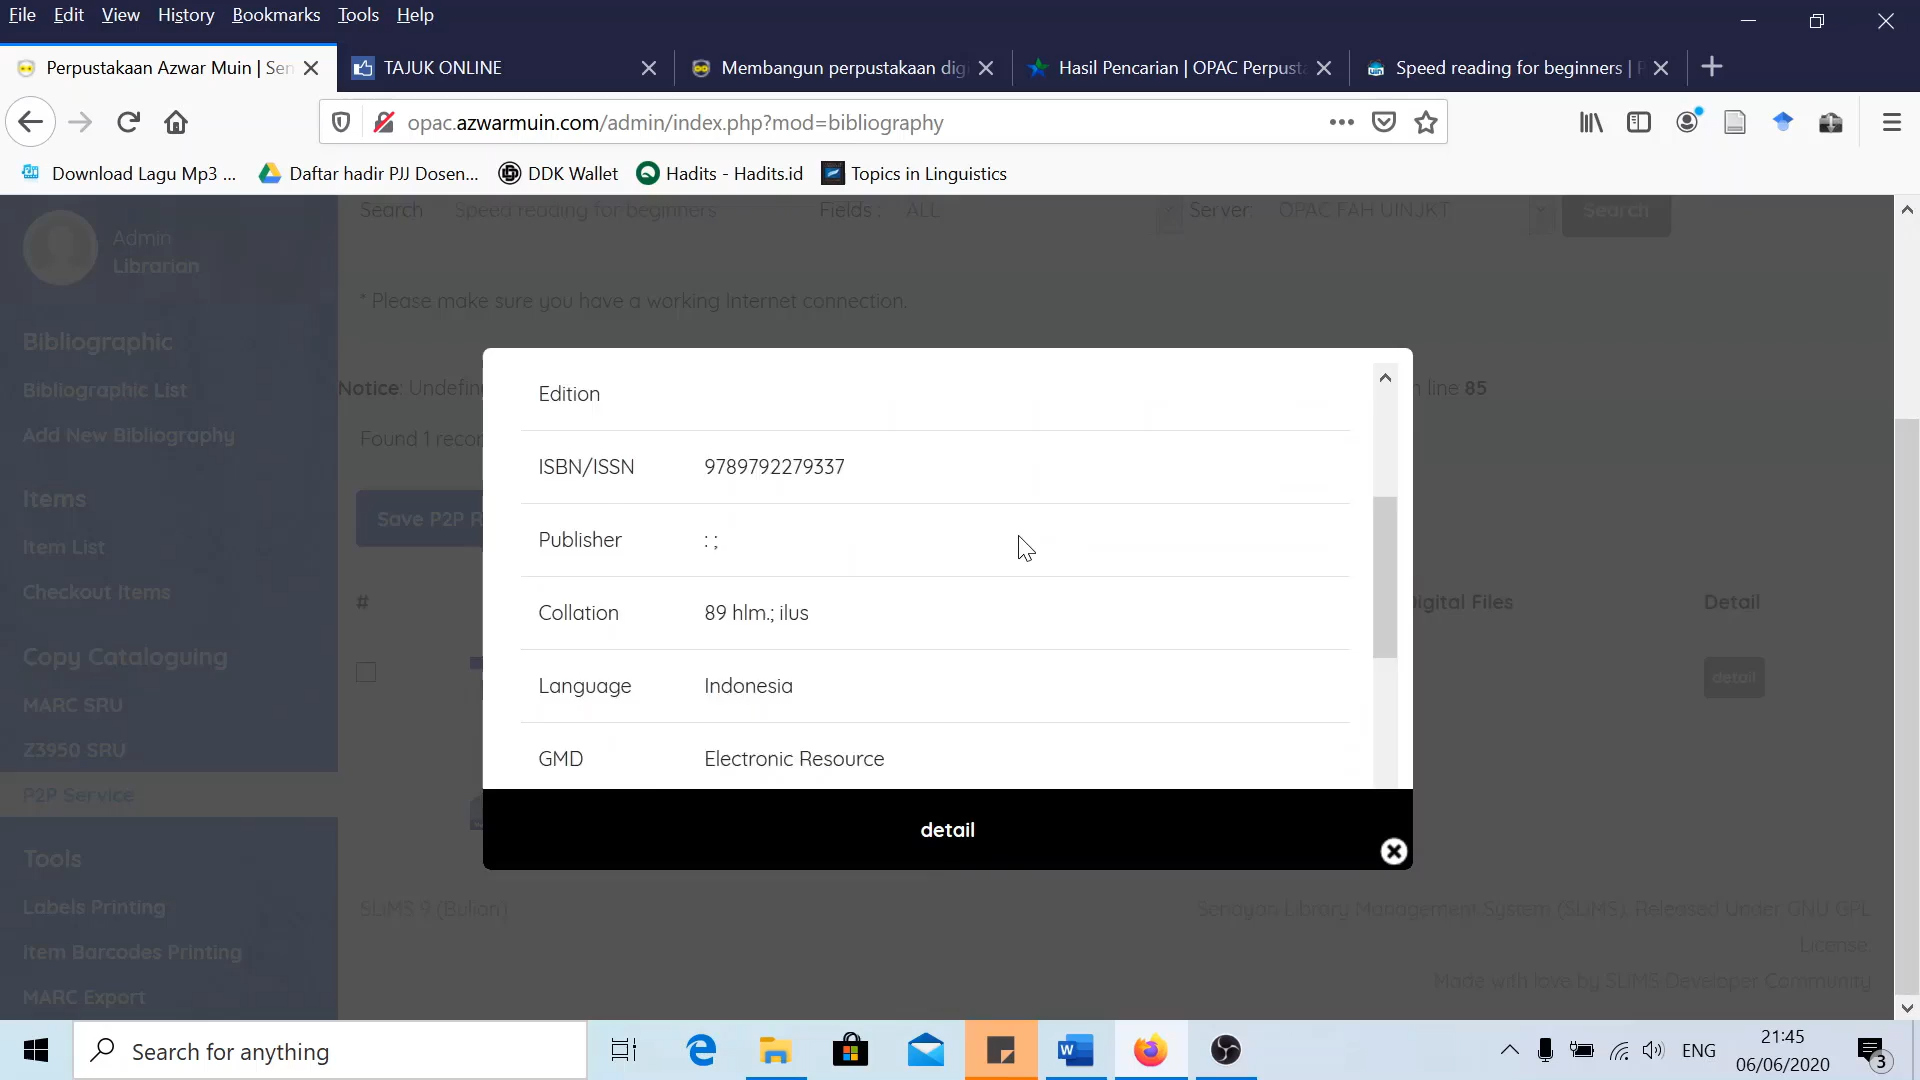 File Edit View History Bookmarks Tools Help
Perpustakaan Azwar Muin | Sen
TAJUK ONLINE
Membangun perpustakaan digi
Hasil Pencarian | OPAC Perpusta
Speed reading for beginners | P
opac.azwarmuin.com/admin/index.php?mod=bibliography
Download Lagu Mp3 ...
Daftar hadir PJJ Dosen...
DDK Wallet
Hadits - Hadits.id
Topics in Linguistics
Search Speed reading for beginners Fields : ALL Server: OPAC FAH UINJKT Search
Admin
Librarian
* Please make sure you have a working Internet connection.
Bibliographic
Bibliographic List
Add New Bibliography
Items
Item List
Checkout Items
Copy Cataloguing
MARC SRU
Z3950 SRU
P2P Service
Tools
Labels Printing
Item Barcodes Printing
MARC Export
Notice: Undefin
n line 85
Found 1 recor
Save P2P R
#
Digital Files
Detail
detail
Edition
ISBN/ISSN 9789792279337
Publisher : ;
Collation 89 hlm.; ilus
Language Indonesia
GMD Electronic Resource
detail
SLiMS 9 (Bulian)
Senayan Library Management System (SLiMS). Released Under GNU GPL
License.
Made with love by SLiMS Developer Community
Search for anything
ENG
21:45
06/06/2020
3